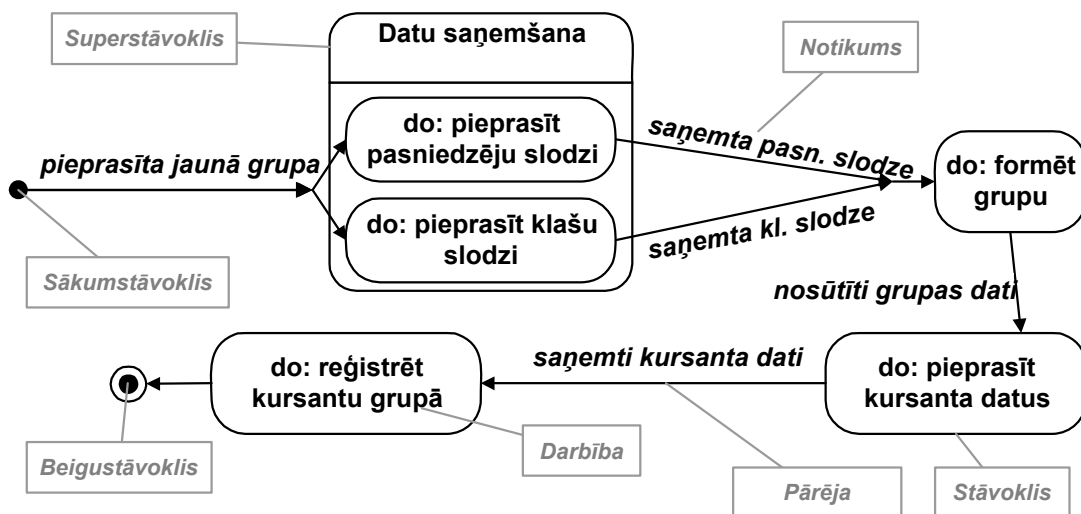 Superstāvoklis
Datu saņemšana
Notikums
do: pieprasīt
pasniedzēju slodzi
saņemta pasn. slodze
pieprasīta jaunā grupa
do: formēt
grupu
do: pieprasīt klašu
slodzi
saņemta kl. slodze
Sākumstāvoklis
nosūtīti grupas dati
do: reģistrēt
kursantu grupā
saņemti kursanta dati
do: pieprasīt
kursanta datus
Beigustāvoklis
Darbība
Pārēja
Stāvoklis